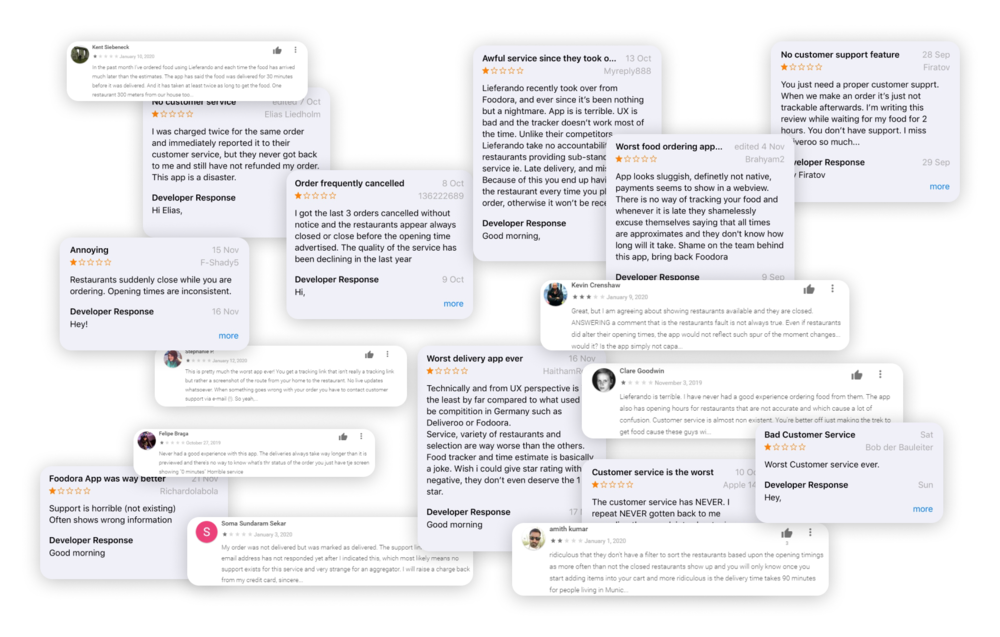 Kent Siebeneck
January 10, 2020
In the past month I've ordered food using Lieferando and each time the food has arrived
much later than the estimates. The app has said the food was delivered for 30 minutes
before it was delivered. And it has taken at least twice as long to get the food. One
restaurant 300 meters from our house too...
No customer service
edited 7 Oct
Elias Liedholm
I was charged twice for the same order
and immediately reported it to their
customer service, but they never got back
to me and still have not refunded my order.
This app is a disaster.
Developer Response
Hi Elias,
Order frequently cancelled
8 Oct
136222689
I got the last 3 orders cancelled without
notice and the restaurants appear always
closed or close before the opening time
advertised. The quality of the service has
been declining in the last year
Developer Response
9 Oct
Hi,
more
Annoying
15 Nov
F-Shady5
Restaurants suddenly close while you are
ordering. Opening times are inconsistent.
Developer Response
16 Nov
Hey!
more
Awful service since they took o...
13 Oct
Myreply888
Lieferando recently took over from
Foodora, and ever since it's been nothing
but a nightmare. App is is terrible. UX is
bad and the tracker doesn't work most of
the time. Unlike their competitors
Lieferando take no accountabil
restaurants providing sub-stan
service ie. Late delivery, and mis
Because of this you end up havi
the restaurant every time you pl
order, otherwise it won't be rece
Developer Response
Good morning,
No customer support feature
28 Sep
Firatov
You just need a proper customer supprt.
When we make an order it's just not
trackable afterwards. I'm writing this
review while waiting for my food for 2
hours. You don't have support. I miss
veroo so much...
Developer Response
29 Sep
Firatov
more
Worst food ordering app...
edited 4 Nov
Brahyam2
App looks sluggish, definetly not native,
payments seems to show in a webview.
There is no way of tracking your food and
whenever it is late they shamelessly
excuse themselves saying that all times
are approximates and they don't know how
long will it take. Shame on the team behind
this app, bring back Foodora
Developer Response
9 Sep
Kevin Crenshaw
January 9, 2020
Great, but I am agreeing about showing restaurants available and they are closed.
ANSWERING a comment that is the restaurants fault is not always true. Even if restaurants
did alter their opening times, the app would not reflect such spur of the moment changes...
would it? Is the app simply not capa...
Stephanie P.
January 12, 2020
This is pretty much the worst app ever! You get a tracking link that isn't really a tracking link
but rather a screenshot of the route from your home to the restaurant. No live updates
whatsoever. When something goes wrong with your order you have to contact customer
support via e-mail :0. So yeah...
Worst delivery app ever
16 Nov
HaithamR
Technically and from UX perspective is
the least by far compared to what used
be compitition in Germany such as
Deliveroo or Fodoora.
Service, variety of restaurants and
selection are way worse than the others.
Food tracker and time estimate is basically
a joke. Wish i could give star rating with
negative, they don't even deserve the 1
star.
Developer Response
17
Good morning
Clare Goodwin
November 5, 2019
Lieferando is terrible. I have never had a good experience ordering food from them. The app
also has opening hours for restaurants that are not accurate and which cause a lot of
confusion. Customer service is almost non existent. You're better off just making the trek to
get food cause these guys wi...
Felipe Braga
October 27, 2019
Never had a good experience with this app. The deliveries always take way longer than it is
previewed and there's no way to know what's th status of the order you just have te screen
showing '0 minutes' Horrible service
Bad Customer Service
Sat
Bob der Bauleiter
Worst Customer service ever.
Developer Response
Sun
Hey,
more
Foodora App was way better
21 Nov
Richardolabola
Support is horrible (not existing)
Often shows wrong information
Developer Response
Good morning
Customer service is the worst
10 Oc
Apple 14
The customer service has NEVER. I
repeat NEVER gotten back to me
S
Soma Sundaram Sekar
January 3, 2020
My order was not delivered but was marked as delivered. The support lin
email address has not responded yet after I indicated this, which most likely means no
support exists for this service and very strange for an aggregator. I will raise a charge back
from my credit card, sincere...
amith kumar
January 1, 2020
3
ridiculous that they don't have a filter to sort the restaurants based upon the opening timings
as more often than not the closed restaurants show up and you will only know once you
start adding items into your cart and more ridiculous is the delivery time takes 90 minutes
for people living in Munic...